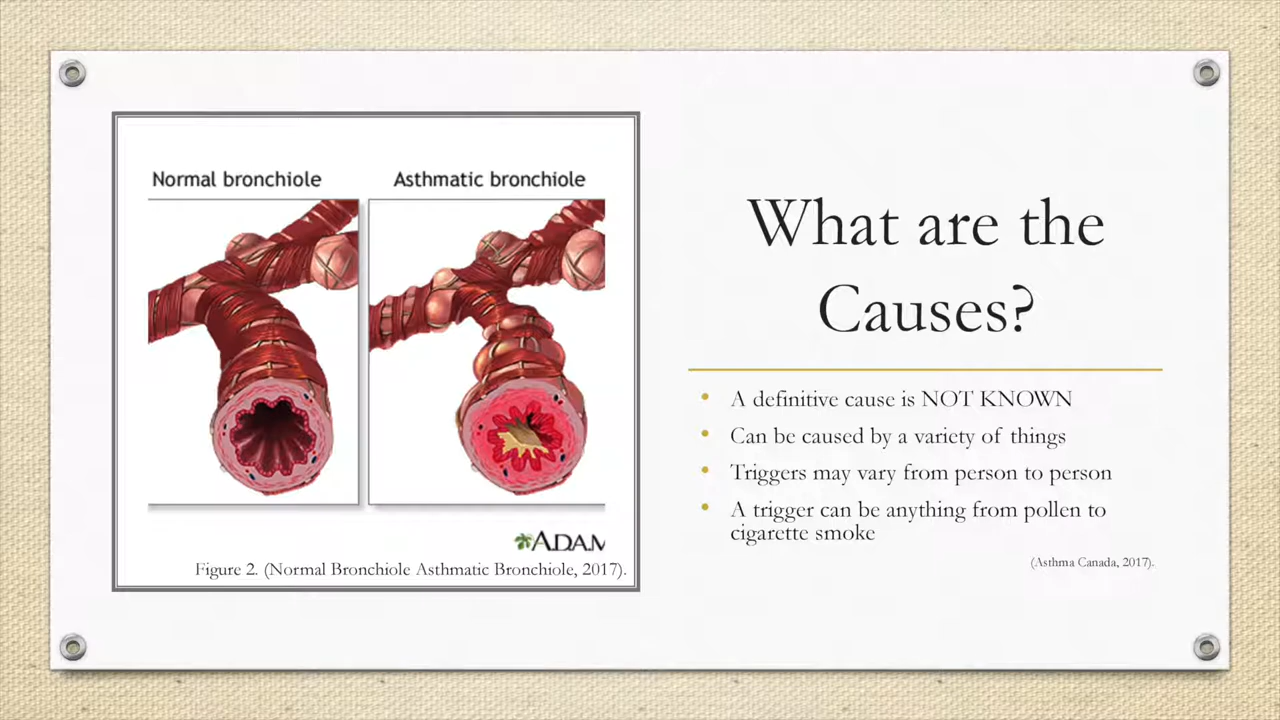 Normal bronchiole
Asthmatic bronchiole
ADAM
Figure 2. (Normal Bronchiole Asthmatic Bronchiole, 2017).
What are the
Causes?
• A definitive cause is NOT KNOWN
• Can be caused by a variety of things
• Triggers may vary from person to person
• A trigger can be anything from pollen to
cigarette smoke
(Asthma Canada, 2017).